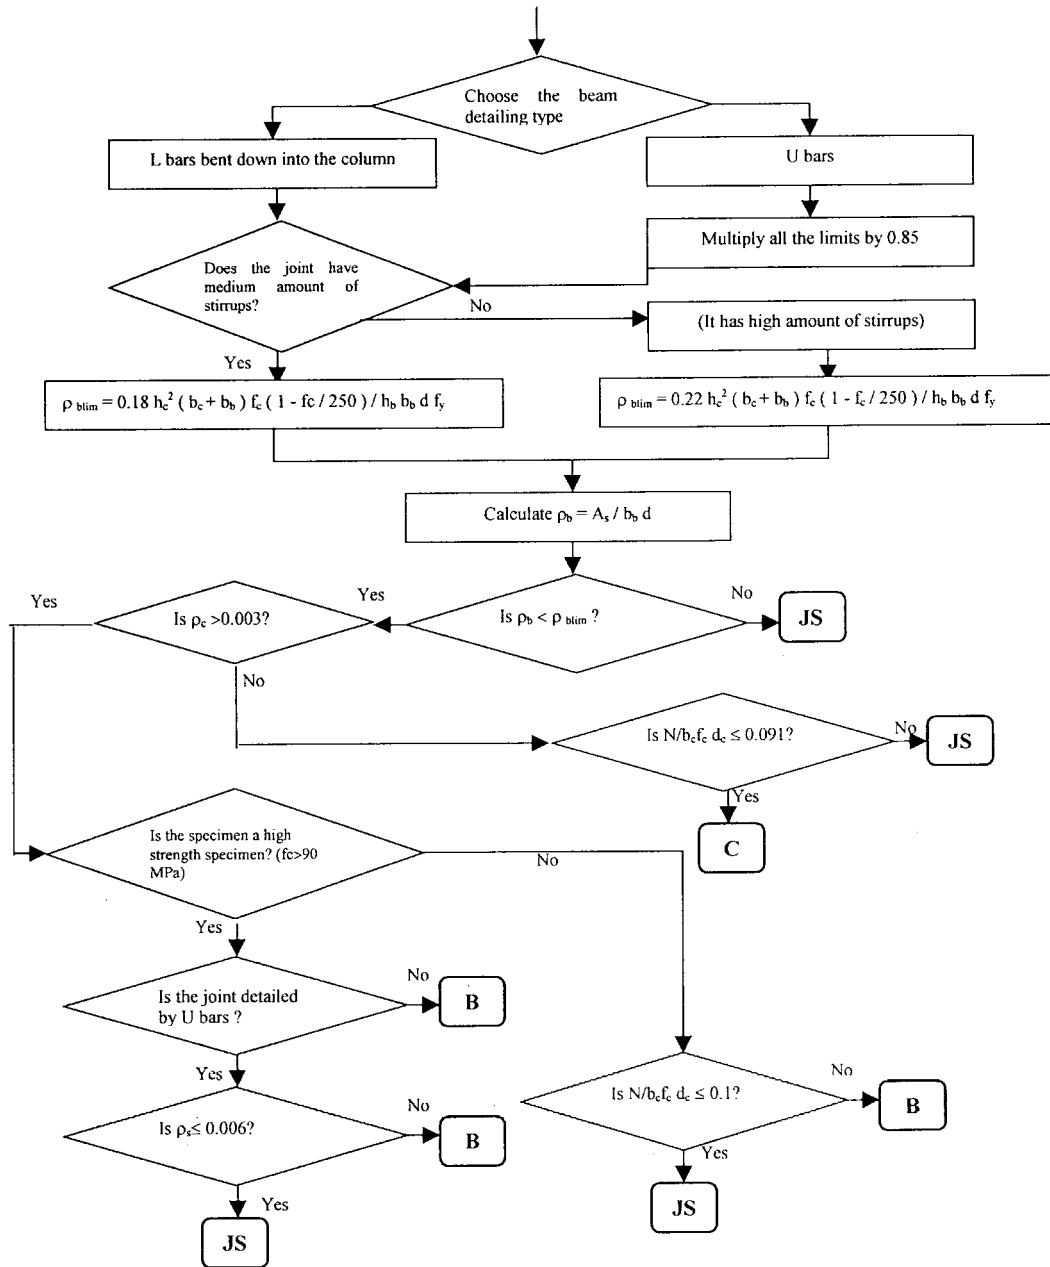 Choose the beam
detailing type
L bars bent down into the column
U bars
Multiply all the limits by 0.85
Does the joint have
medium amount of
stirrups?
No
(It has high amount of stirrups)
Yes
ρ blim = 0.18 hc² ( bc + bb ) fc ( 1 - fc / 250 ) / hb bb d fy
ρ blim = 0.22 hc² ( bc + bb ) fc ( 1 - fc / 250 ) / hb bb d fy
Calculate ρb = As / bb d
Yes
Is ρc >0.003?
Yes
Is ρb < ρ blim ?
No
JS
No
Is N/bcfc dc ≤ 0.091?
No
JS
Yes
C
Is the specimen a high
strength specimen? (fc>90
MPa)
No
Yes
Is the joint detailed
by U bars ?
No
B
Yes
Is ρs≤ 0.006?
No
B
Yes
JS
Is N/bcfc dc ≤ 0.1?
No
B
Yes
JS